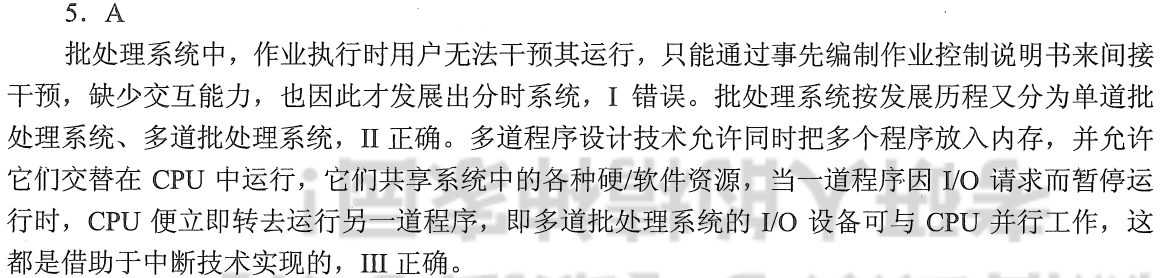 5．A
批处理系统中，作业执行时用户无法干预其运行，只能通过事先编制作业控制说明书来间接
干预，缺少交互能力，也因此才发展出分时系统，I 错误。批处理系统按发展历程又分为单道批
处理系统、多道批处理系统，II 正确。多道程序设计技术允许同时把多个程序放入内存，并允许
它们交替在 CPU 中运行，它们共享系统中的各种硬/软件资源，当一道程序因 I/O 请求而暂停运
行时，CPU 便立即转去运行另一道程序，即多道批处理系统的 I/O 设备可与 CPU 并行工作，这
都是借助于中断技术实现的，III 正确。